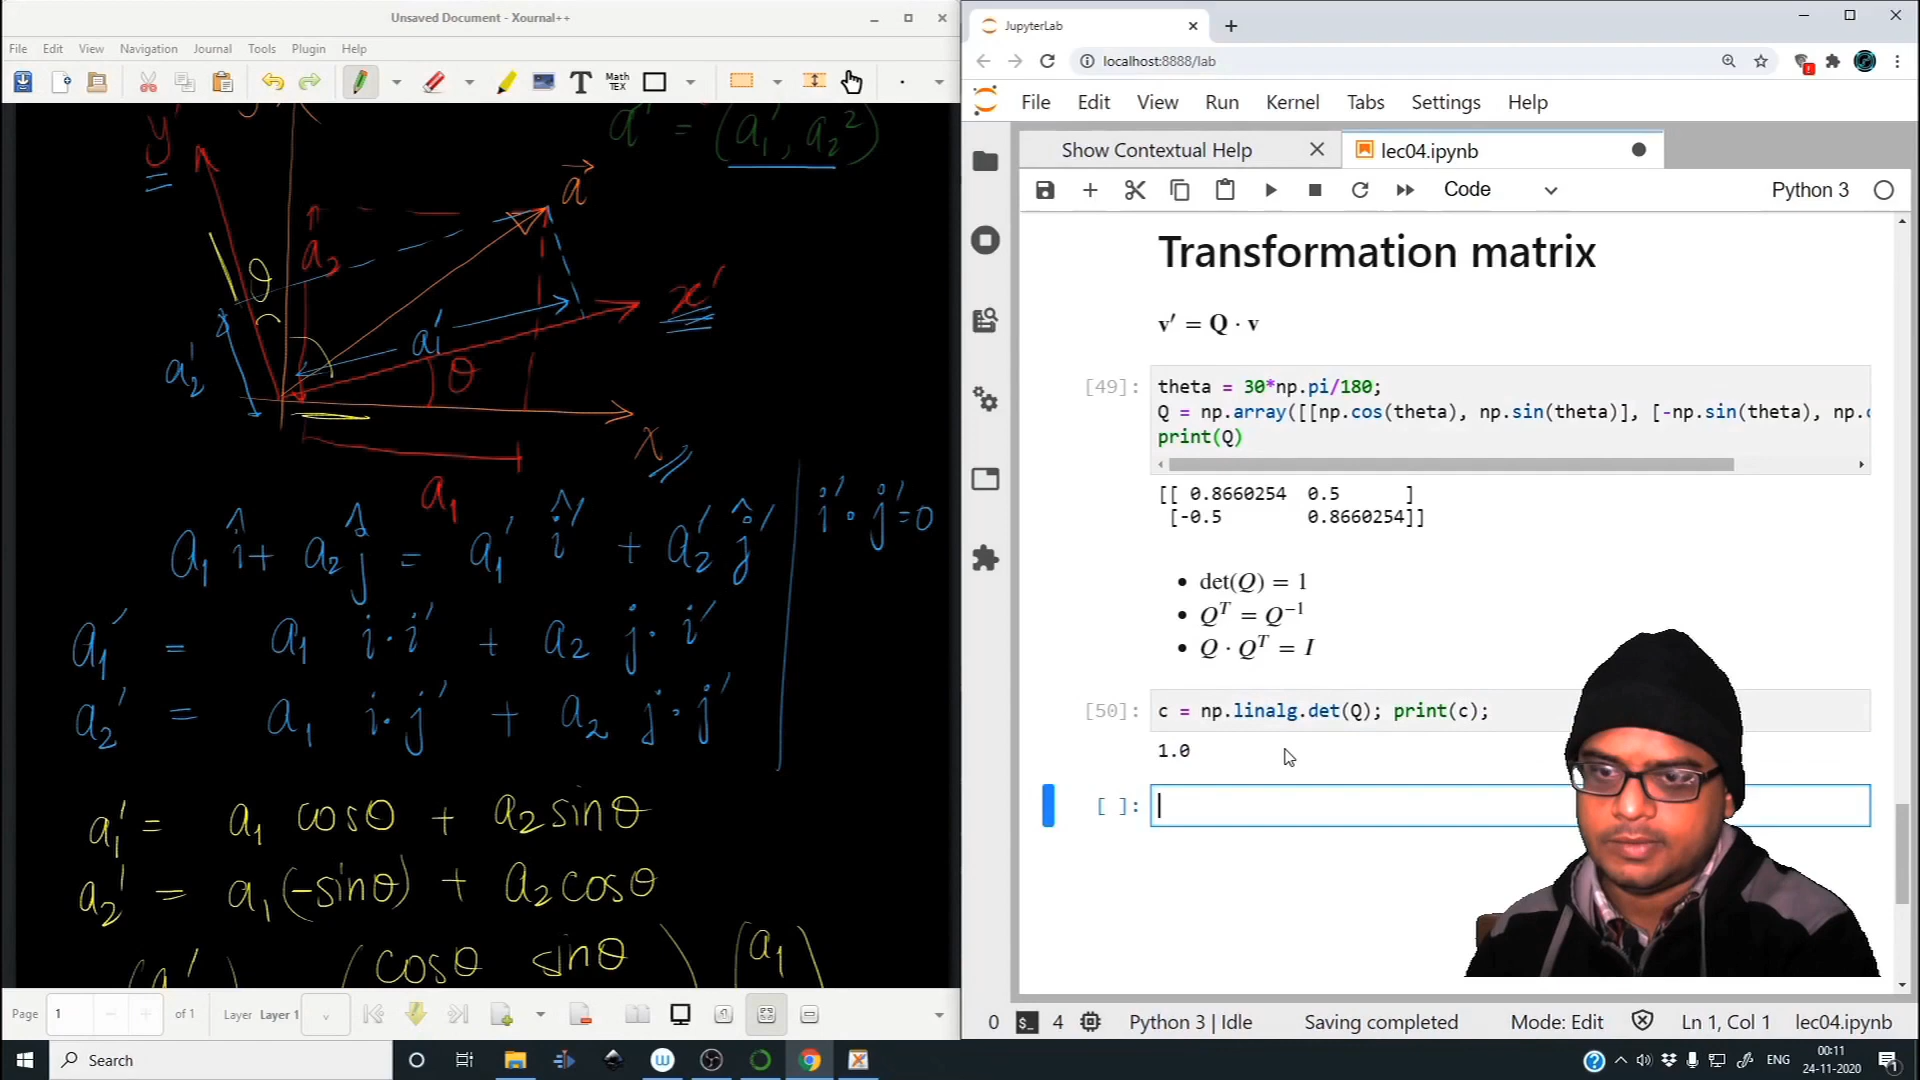 Unsaved Document - Xournal++
File Edit View Navigation Journal Tools Plugin Help
Math TEX
y'
a' = (a₁', a₂²)
a⃗
a₂
θ
x'
a₁'
a₂'
θ
x
a₁
a₁ î + a₂ ĵ = a₁' î' + a₂' ĵ'
i' · j' = 0
a₁' = a₁ i·i' + a₂ j·i'
a₂' = a₁ i·j' + a₂ j·j'
a₁' = a₁ cosθ + a₂ sinθ
a₂' = a₁(-sinθ) + a₂ cosθ
(a' ) (cosθ sinθ) (a₁)
Page 1 of 1 Layer Layer 1
JupyterLab
localhost:8888/lab
File Edit View Run Kernel Tabs Settings Help
Show Contextual Help
lec04.ipynb
Code
Python 3
Transformation matrix
v′ = Q · v
[49]:
theta = 30*np.pi/180;
Q = np.array([[np.cos(theta), np.sin(theta)], [-np.sin(theta), np.c
print(Q)
[[ 0.8660254 0.5 ]
[-0.5 0.8660254]]
• det(Q) = 1
• Qᵀ = Q⁻¹
• Q · Qᵀ = I
[50]: c = np.linalg.det(Q); print(c);
1.0
[ ]:
0 4 Python 3 | Idle Saving completed Mode: Edit Ln 1, Col 1 lec04.ipynb
Search
ENG
00:11
24-11-2020
1